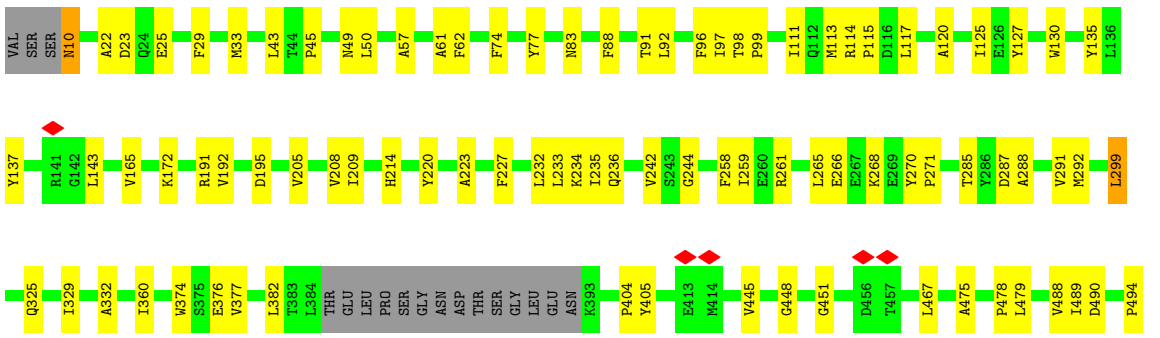 VAL SER SER N10 A22 D23 Q24 E25 F29 M33 L43 T44 P45 N49 L50 A57 A61 F62 F74 Y77 N83 F88 T91 L92 F96 I97 T98 P99 I111 Q112 M113 R114 P115 D116 L117 A120 I125 E126 Y127 W130 Y135 L136
Y137 R141 G142 L143 V165 K172 R191 V192 D195 V205 V208 I209 H214 Y220 A223 F227 L232 L233 K234 I235 Q236 V242 S243 G244 F258 I259 E260 R261 L265 E266 E267 K268 E269 Y270 P271 T285 Y286 D287 A288 V291 M292 L299
Q325 I329 A332 I360 W374 S375 E376 V377 L382 T383 L384 THR GLU LEU PRO SER GLY ASN ASP THR SER GLY LEU GLU ASN K393 P404 Y405 E413 M414 V445 G448 G451 D456 T457 L467 A475 P478 L479 V488 I489 D490 P494